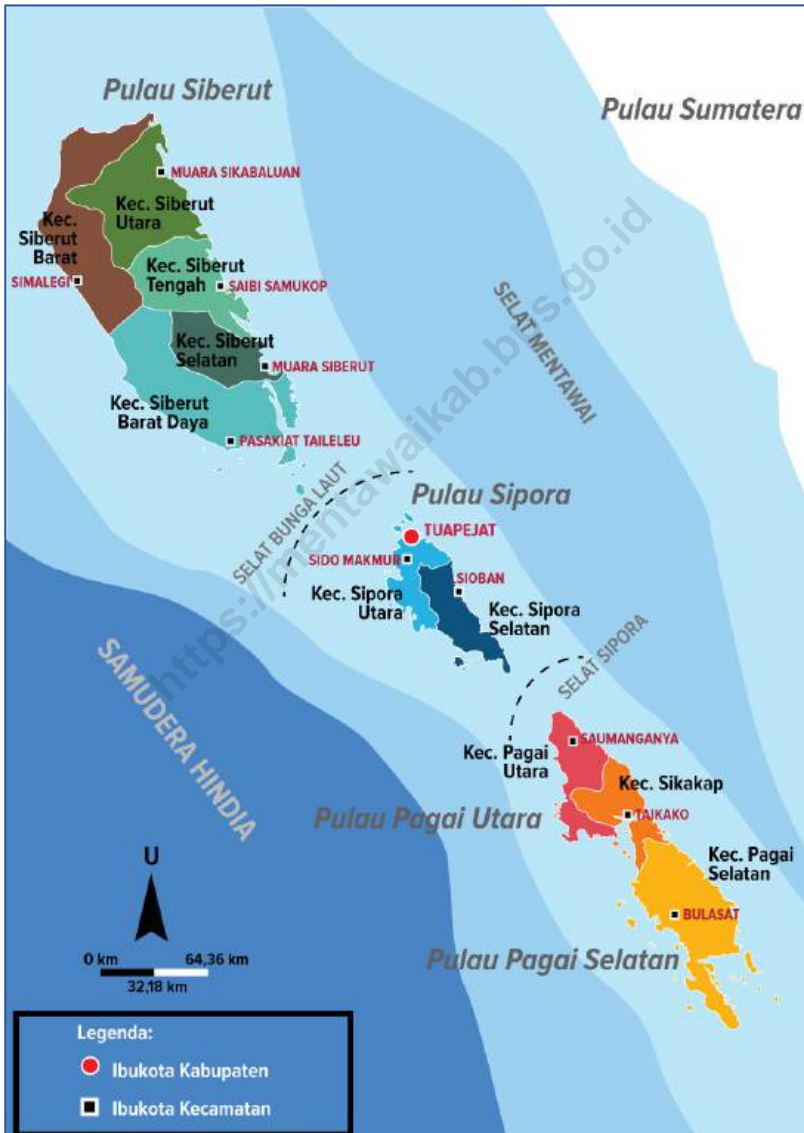 Pulau Siberut
Pulau Sumatera
MUARA SIKABALUAN
Kec. Siberut
Utara
Kec.
Siberut
Barat
Kec. Siberut
Tengah
SIMALEGI
SAIBI SAMUKOP
Kec. Siberut
Selatan
MUARA SIBERUT
Kec. Siberut
Barat Daya
PASAKIAT TAILELEU
SELAT MENTAWAI
SELAT BUNGA LAUT
Pulau Sipora
TUAPEJAT
SIDO MAKMUR
SIOBAN
Kec. Sipora
Utara
Kec. Sipora
Selatan
SELAT SIPORA
SAMUDERA HINDIA
SAUMANGANYA
Kec. Pagai
Utara
Kec. Sikakap
TAIKAKO
Pulau Pagai Utara
Kec. Pagai
Selatan
BULASAT
Pulau Pagai Selatan
U
0 km 64,36 km
32,18 km
Legenda:
Ibukota Kabupaten
Ibukota Kecamatan
https://mentawaikab.bps.go.id